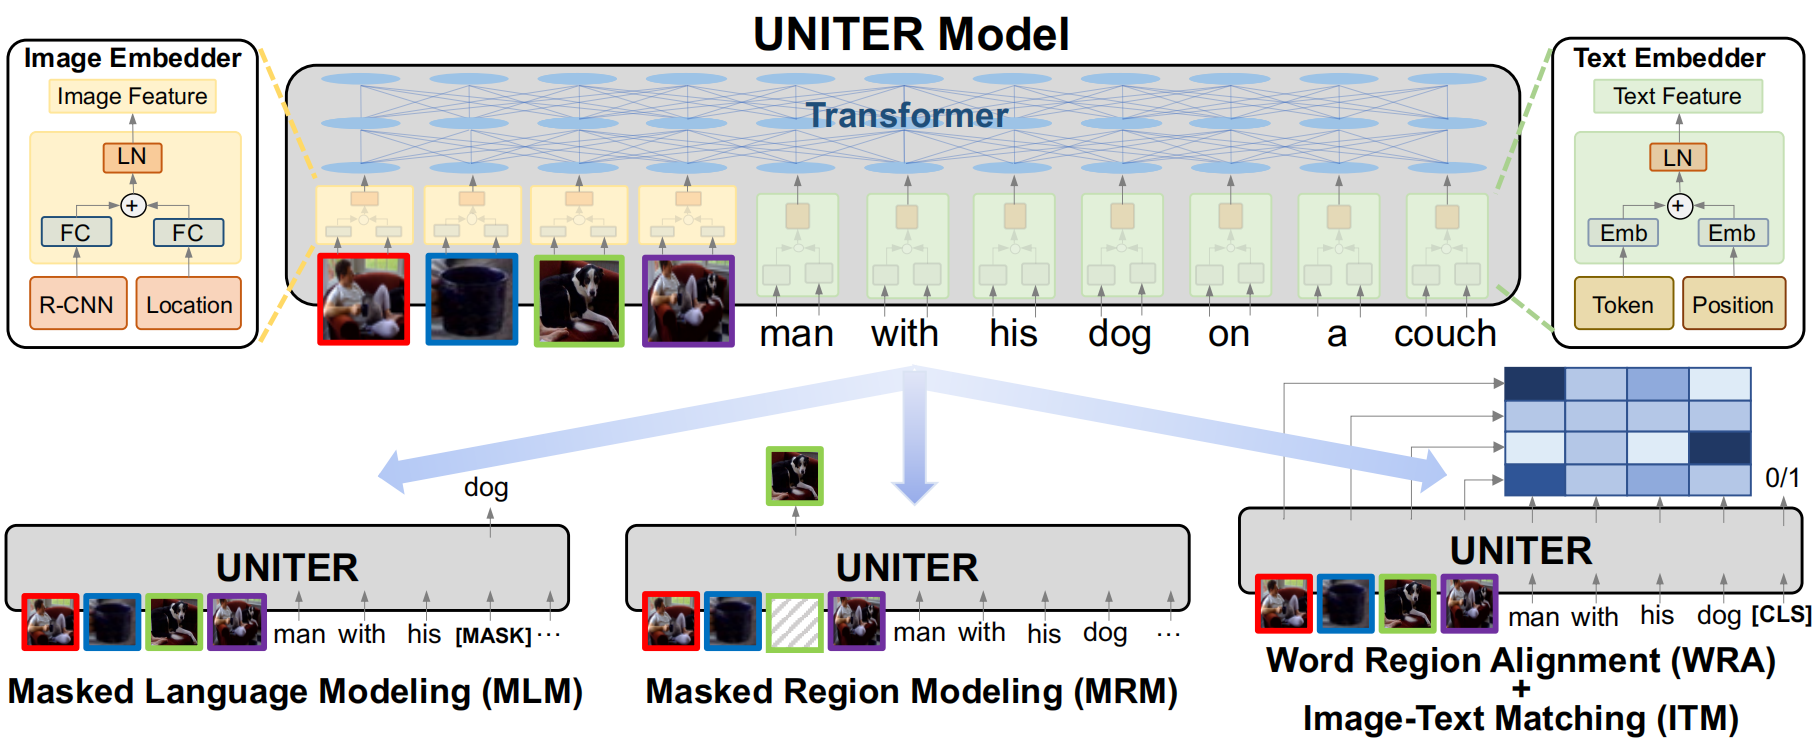 UNITER Model
Image Embedder
Image Feature
LN
+
FC FC
R-CNN Location
Transformer
man with his dog on a couch
Text Embedder
Text Feature
LN
+
Emb Emb
Token Position
dog
UNITER
man with his [MASK] ...
Masked Language Modeling (MLM)
UNITER
man with his dog ...
Masked Region Modeling (MRM)
0/1
UNITER
man with his dog [CLS]
Word Region Alignment (WRA)
+
Image-Text Matching (ITM)